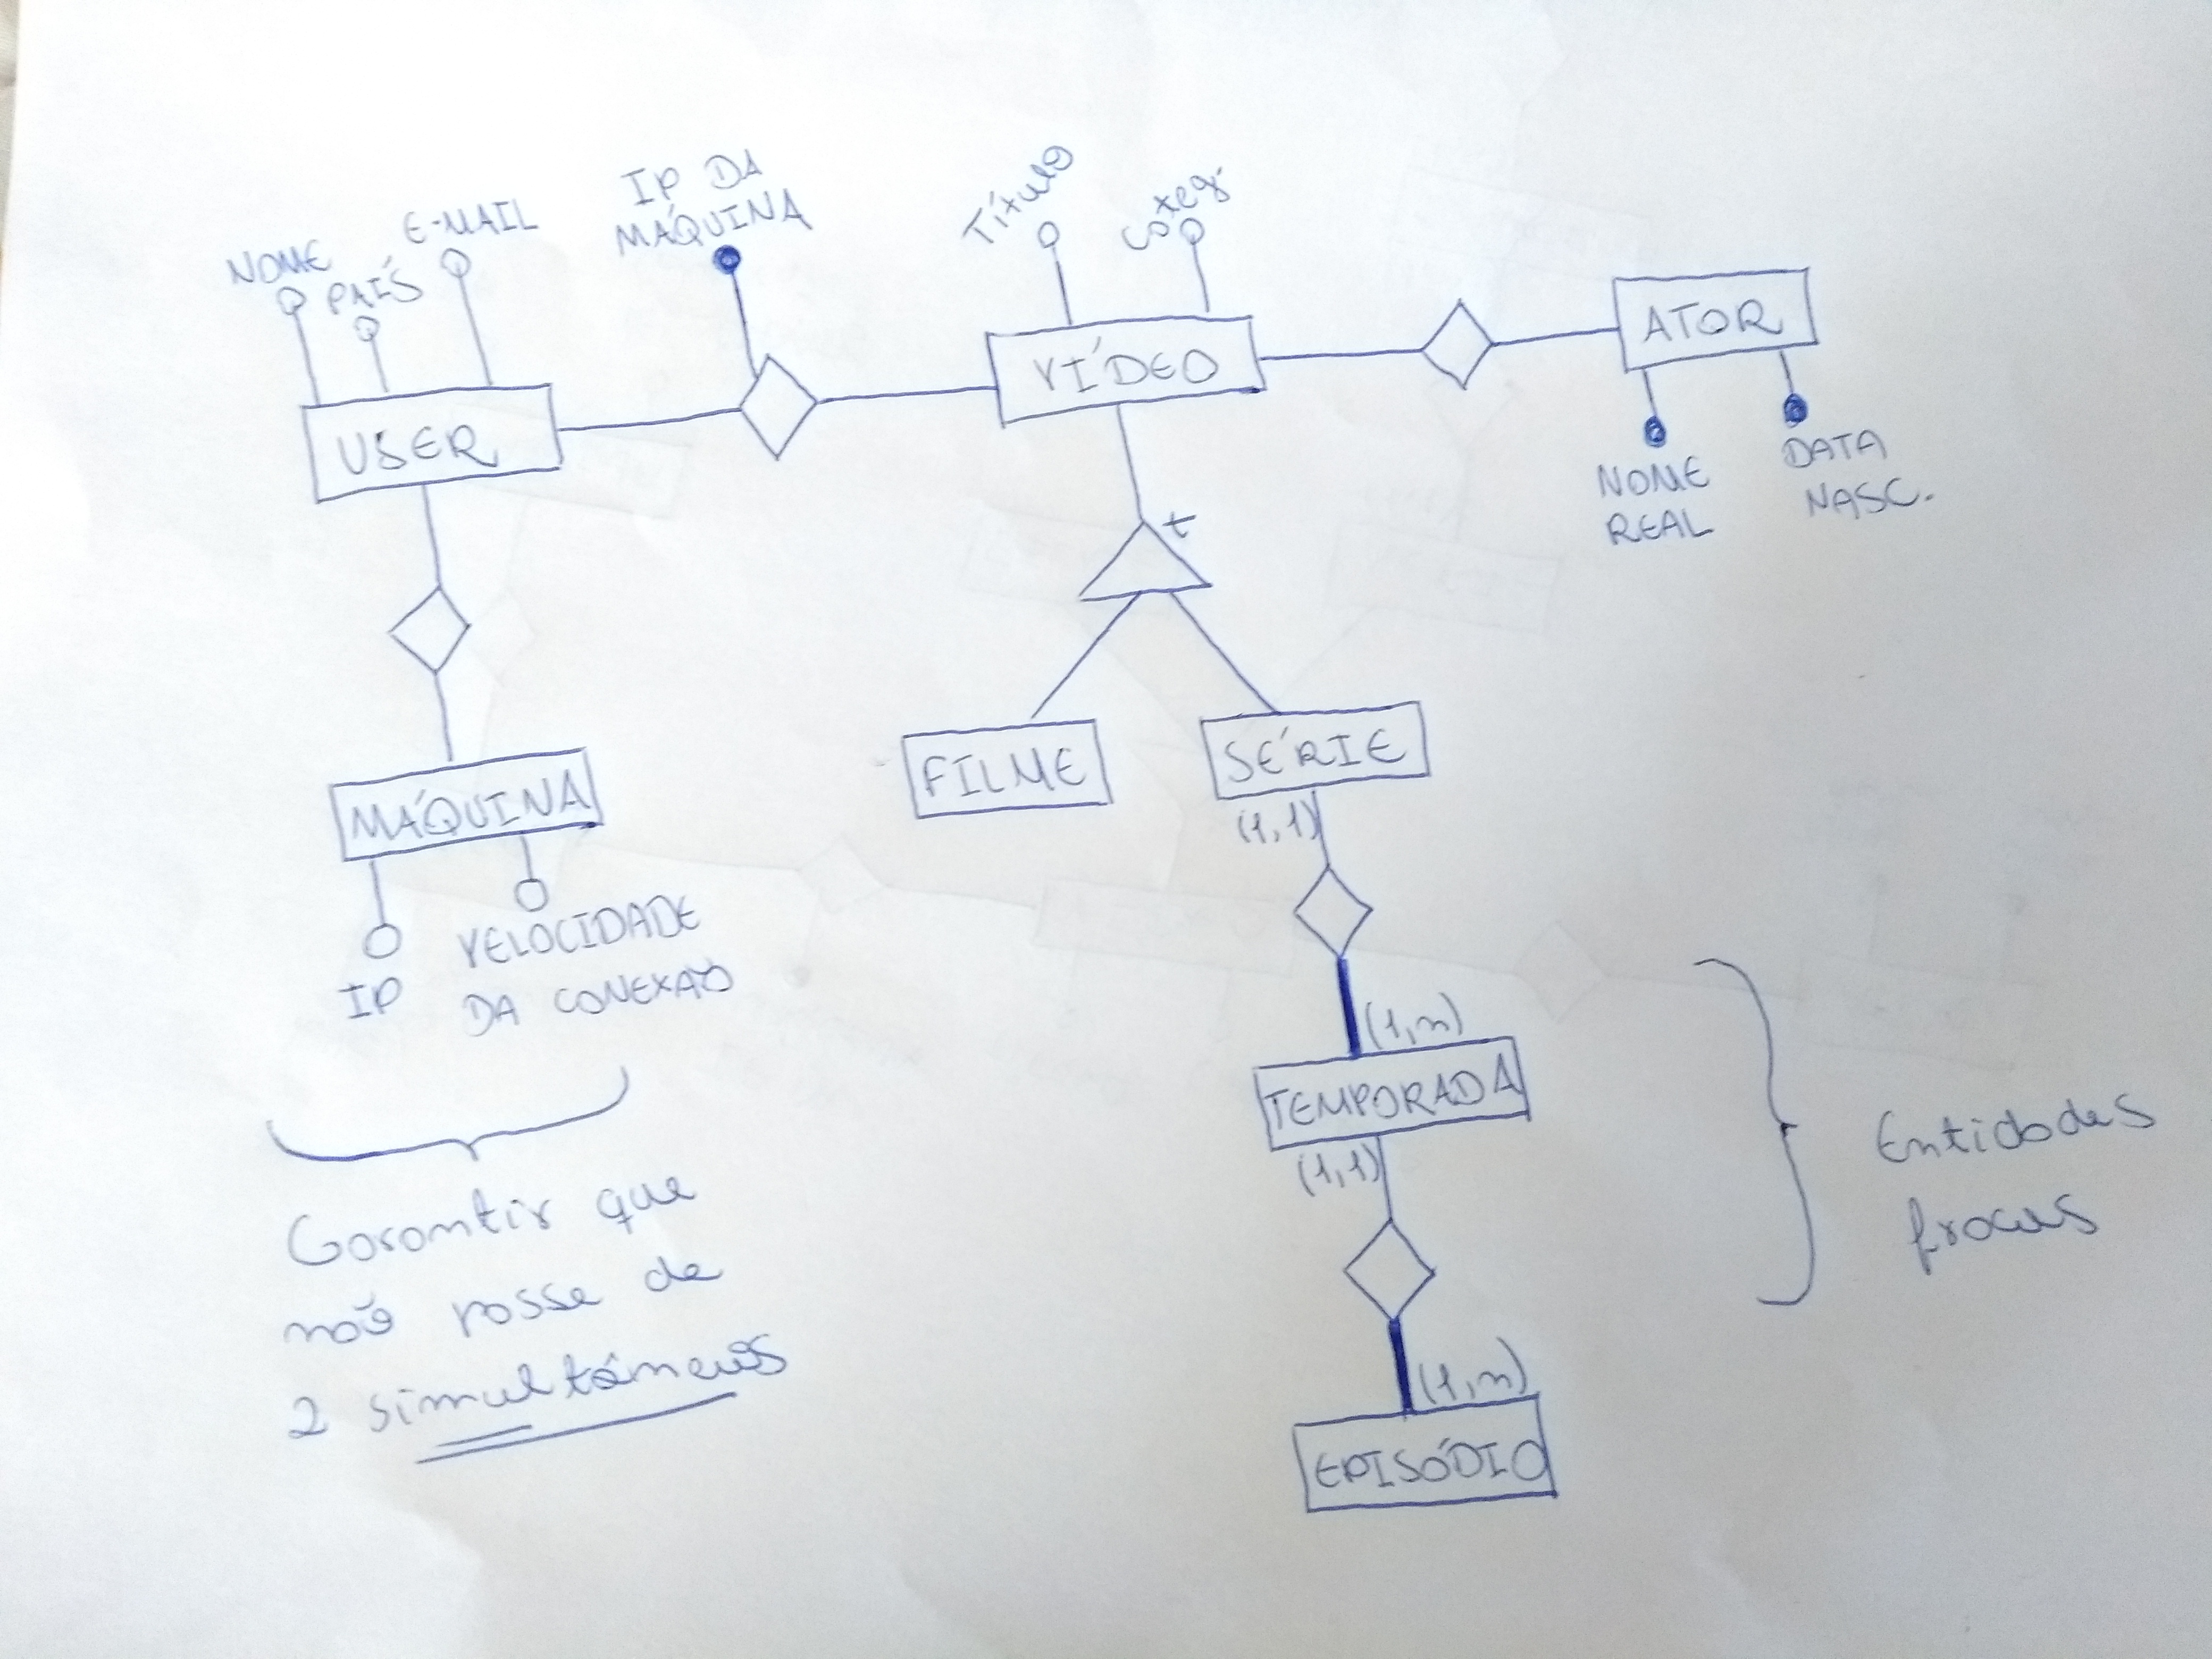 NOME
PAÍS
E-MAIL
IP DA
MÁQUINA
Título
Categ.
USER
VÍDEO
ATOR
NOME
REAL
DATA
NASC.
t
MÁQUINA
IP
VELOCIDADE
DA CONEXÃO
FILME
SÉRIE
(1,1)
(1,n)
TEMPORADA
(1,1)
(1,n)
EPISÓDIO
Garantir que
não passe de
2 simultâneos
Entidades
fracas